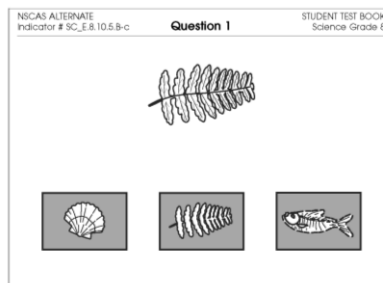 NSCAS ALTERNATE
Indicator # SC_E.8.10.5.B-c
Question 1
STUDENT TEST BOOK
Science Grade 8